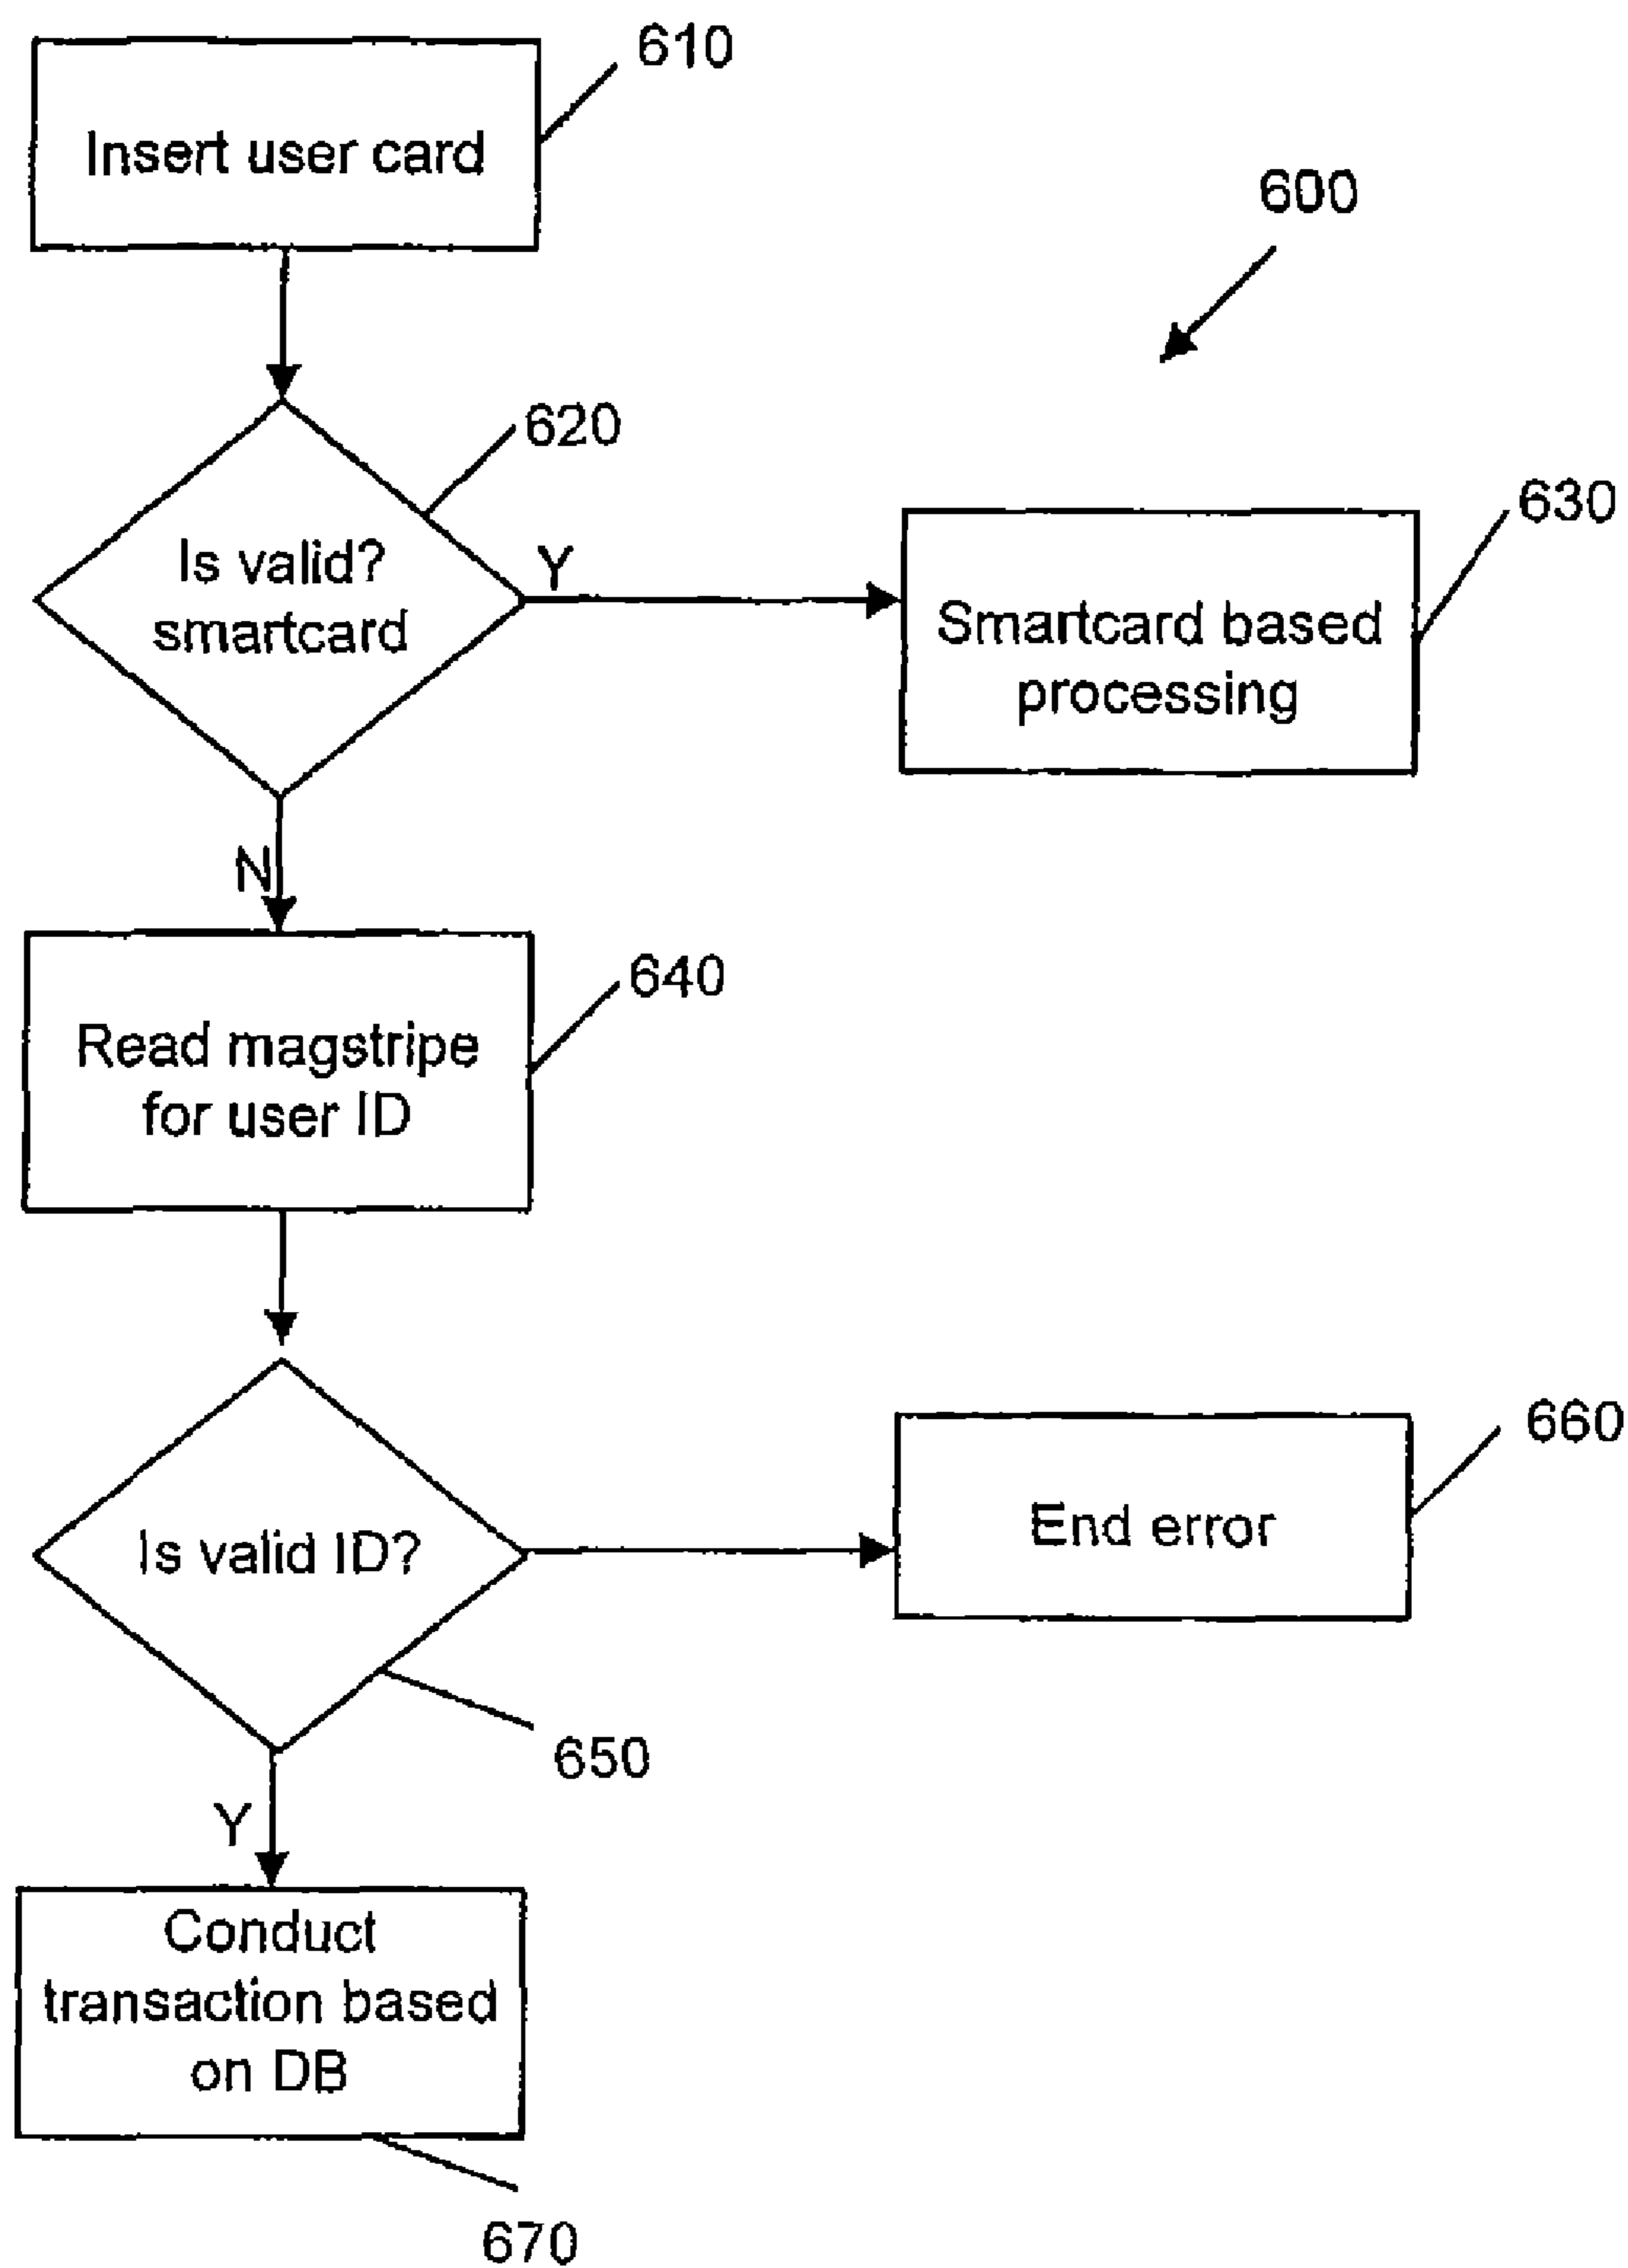 610
Insert user card
600
620
Is valid?
smartcard
Y
630
Smartcard based
processing
N
640
Read magstripe
for user ID
660
End error
Is valid ID?
650
Y
Conduct
transaction based
on DB
670